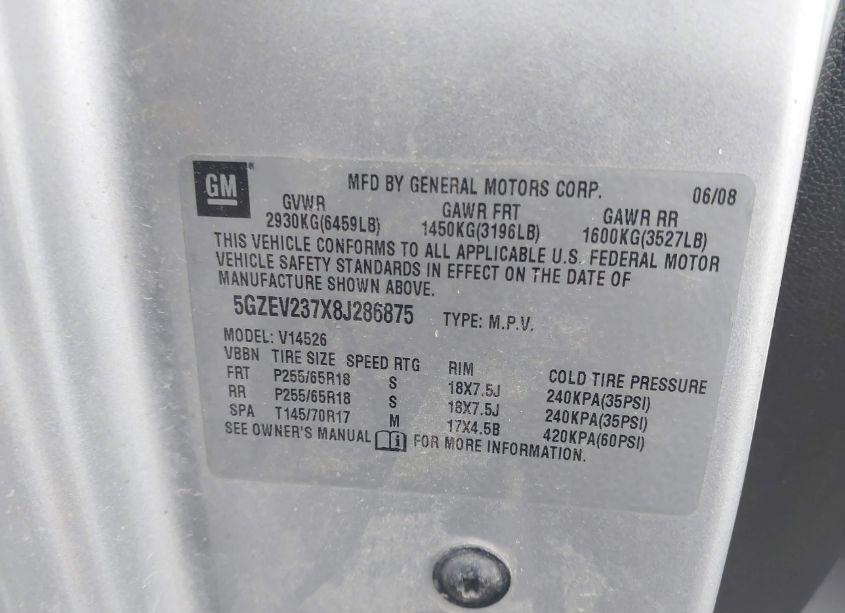 GM ® MFD BY GENERAL MOTORS CORP. 06/08
GVWR GAWR FRT GAWR RR
2930KG(6459LB) 1450KG(3196LB) 1600KG(3527LB)
THIS VEHICLE CONFORMS TO ALL APPLICABLE U.S. FEDERAL MOTOR
VEHICLE SAFETY STANDARDS IN EFFECT ON THE DATE OF
MANUFACTURE SHOWN ABOVE.
5GZEV237X8J286875 TYPE: M.P.V.
MODEL: V14526
VBBN TIRE SIZE SPEED RTG RIM COLD TIRE PRESSURE
FRT P255/65R18 S 18X7.5J 240KPA(35PSI)
RR P255/65R18 S 18X7.5J 240KPA(35PSI)
SPA T145/70R17 M 17X4.5B 420KPA(60PSI)
SEE OWNER'S MANUAL FOR MORE INFORMATION.